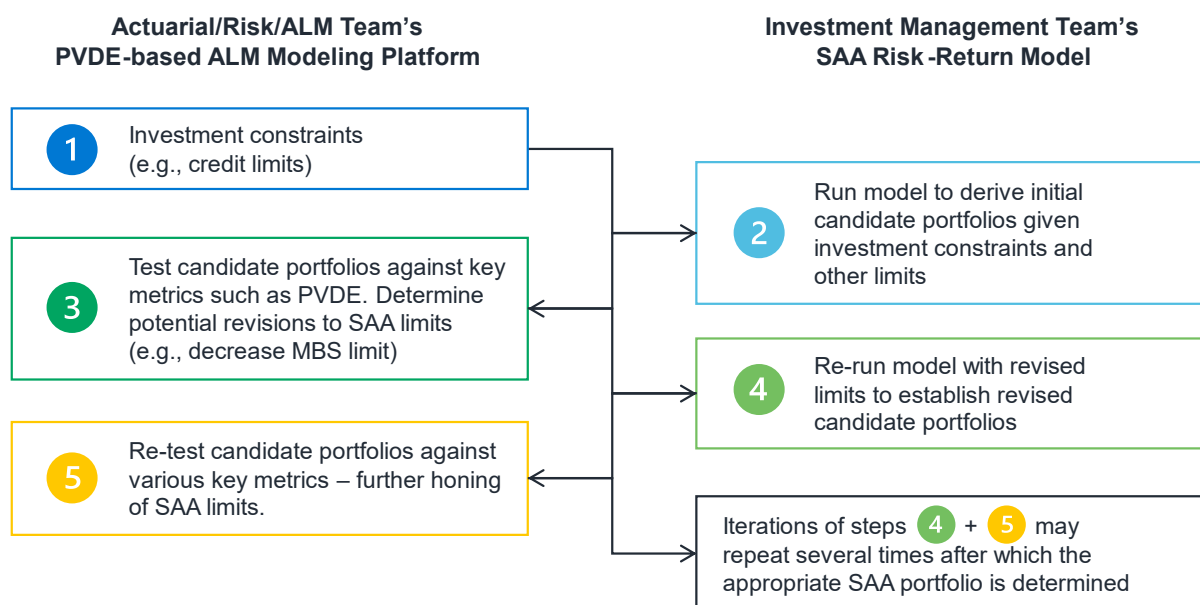 Actuarial/Risk/ALM Team's
PVDE-based ALM Modeling Platform
Investment Management Team's
SAA Risk-Return Model
1
Investment constraints
(e.g., credit limits)
2
Run model to derive initial
candidate portfolios given
investment constraints and
other limits
3
Test candidate portfolios against key
metrics such as PVDE. Determine
potential revisions to SAA limits
(e.g., decrease MBS limit)
4
Re-run model with revised
limits to establish revised
candidate portfolios
5
Re-test candidate portfolios against
various key metrics – further honing
of SAA limits.
Iterations of steps 4 + 5 may
repeat several times after which the
appropriate SAA portfolio is determined